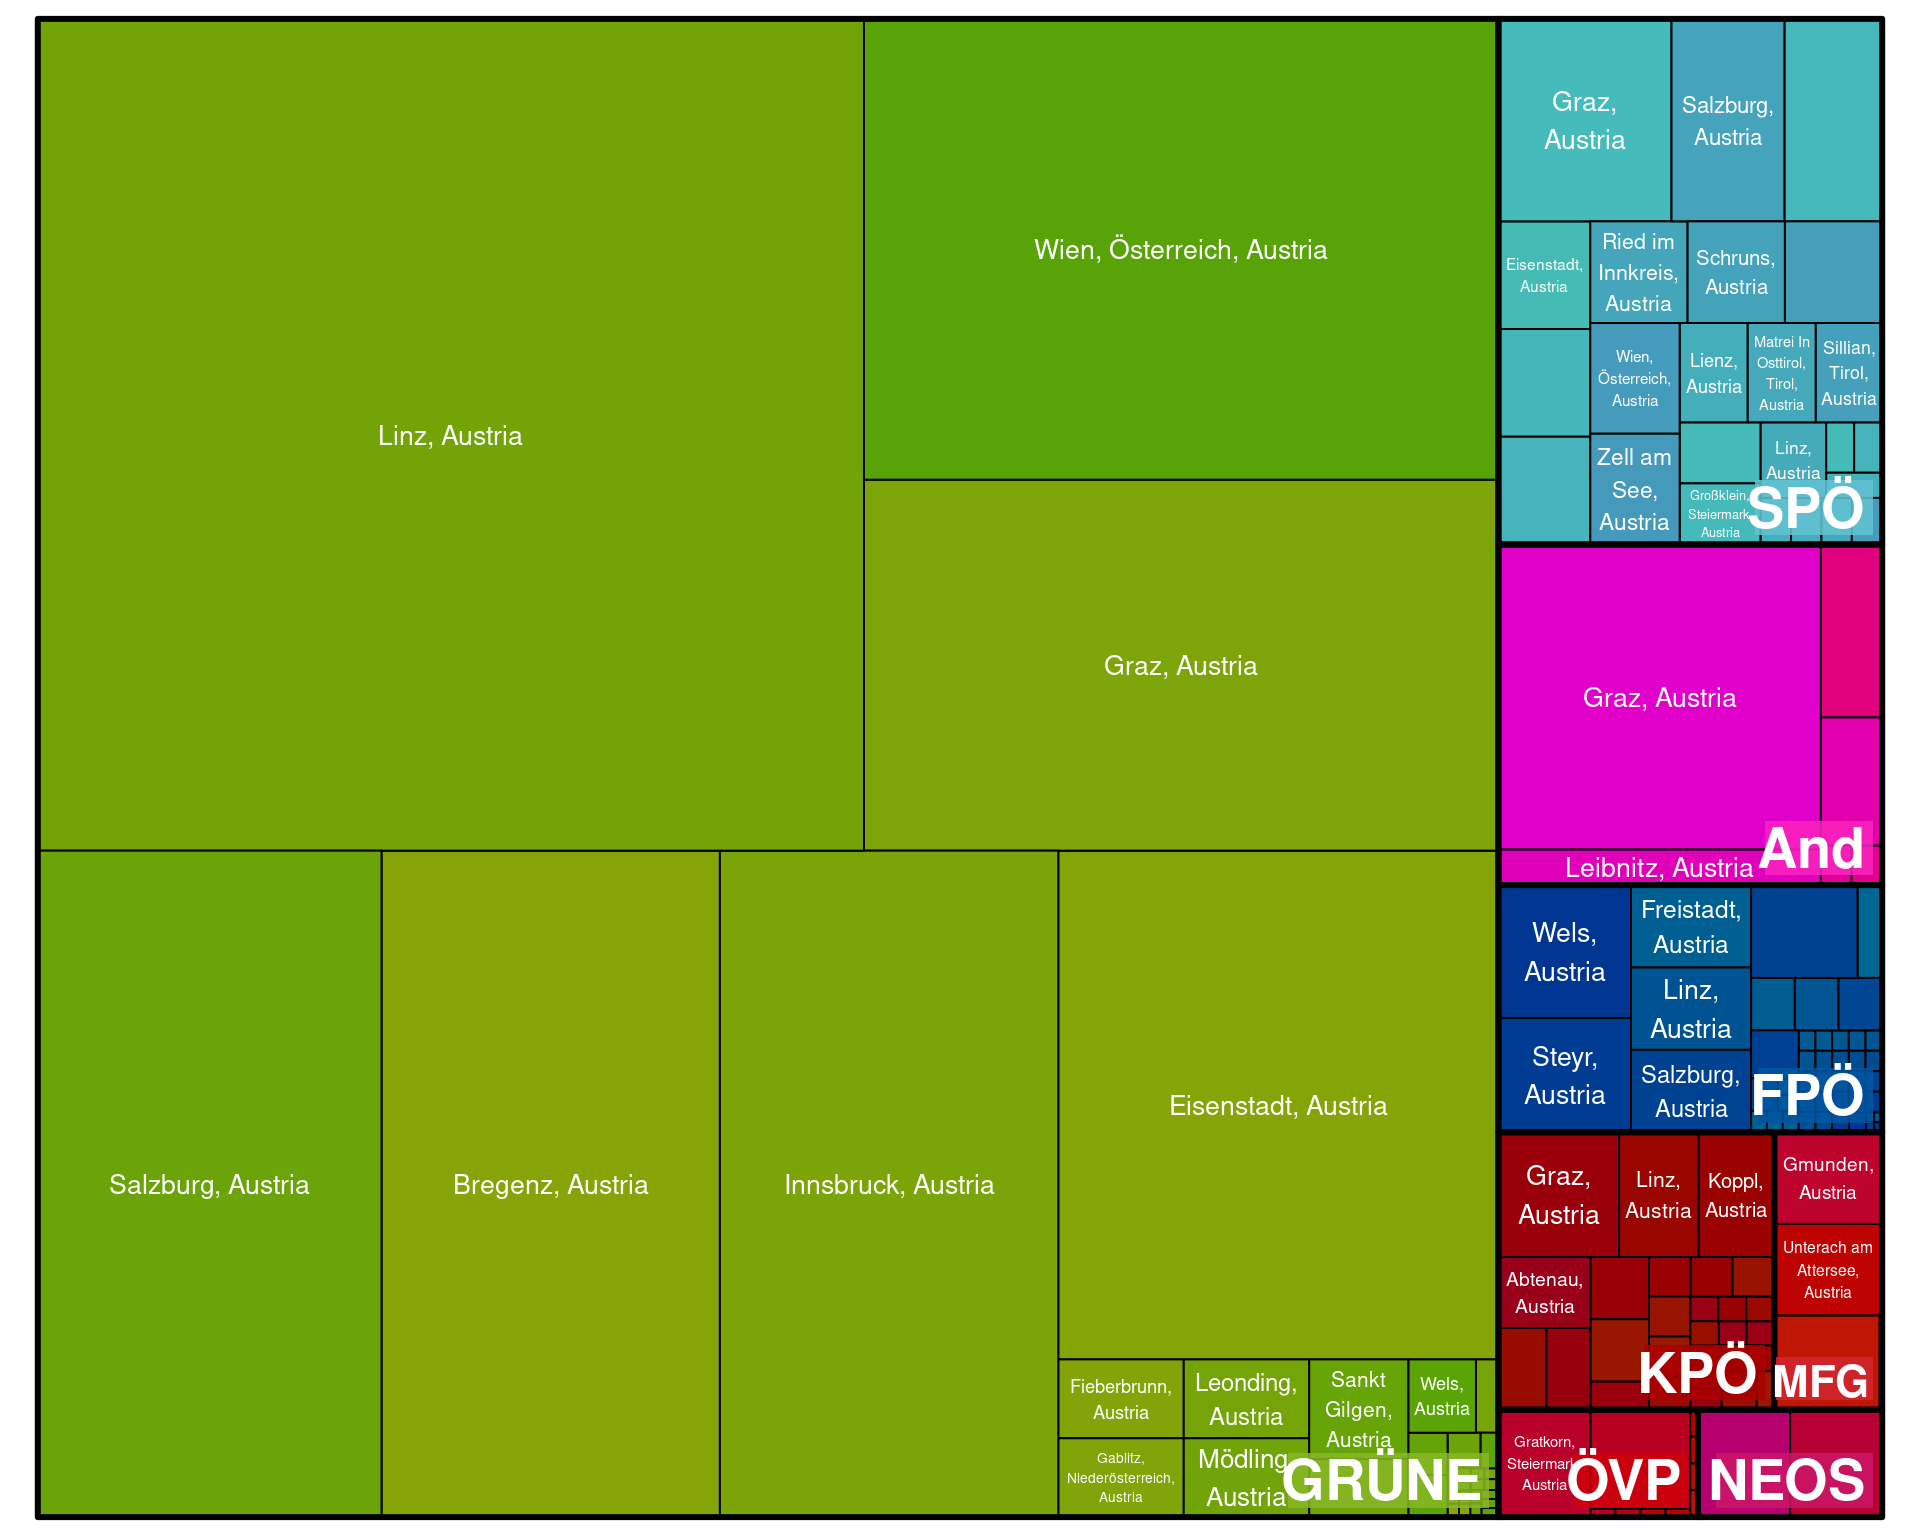 Linz, Austria
Wien, Österreich, Austria
Graz, Austria
Salzburg, Austria
Bregenz, Austria
Innsbruck, Austria
Eisenstadt, Austria
Fieberbrunn,
Austria
Gablitz,
Niederösterreich,
Austria
Leonding,
Austria
Mödling
Austria
Sankt
Gilgen,
Austria
Wels,
Austria
GRÜNE
Graz,
Austria
Salzburg,
Austria
Eisenstadt,
Austria
Ried im
Innkreis,
Austria
Schruns,
Austria
Wien,
Österreich,
Austria
Zell am
See,
Austria
Lienz,
Austria
Matrei In
Osttirol,
Tirol,
Austria
Sillian,
Tirol,
Austria
Linz,
Austria
Großklein,
Steiermark
Austria
SPÖ
Graz, Austria
Leibnitz, Austria
And
Wels,
Austria
Steyr,
Austria
Freistadt,
Austria
Linz,
Austria
Salzburg,
Austria
FPÖ
Graz,
Austria
Linz,
Austria
Koppl,
Austria
Abtenau,
Austria
KPÖ
Gmunden,
Austria
Unterach am
Attersee,
Austria
MFG
Gratkorn,
Steiermark
Austria
ÖVP
NEOS